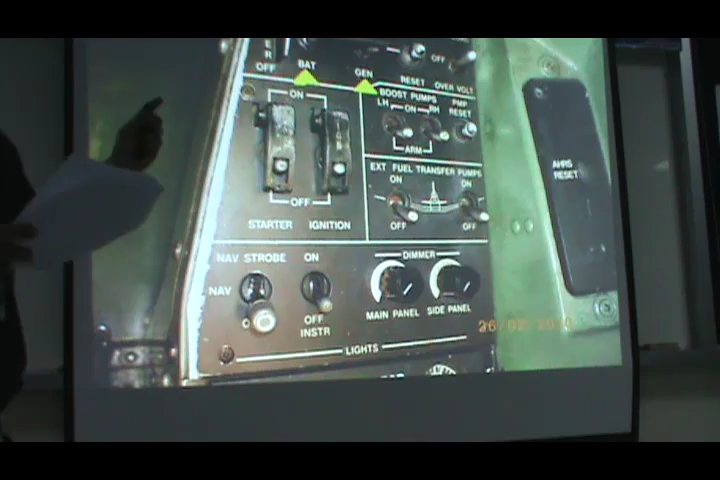 E
R
OFF
BAT
GEN
RESET
OFF
OVER VOLT
ON
OFF
STARTER IGNITION
BOOST PUMPS
LH ON RH
ARM
PMP
RESET
EXT FUEL TRANSFER PUMPS
ON ON
OFF OFF
AHRS
RESET
NAV STROBE ON
NAV
OFF
INSTR
DIMMER
MAIN PANEL SIDE PANEL
LIGHTS